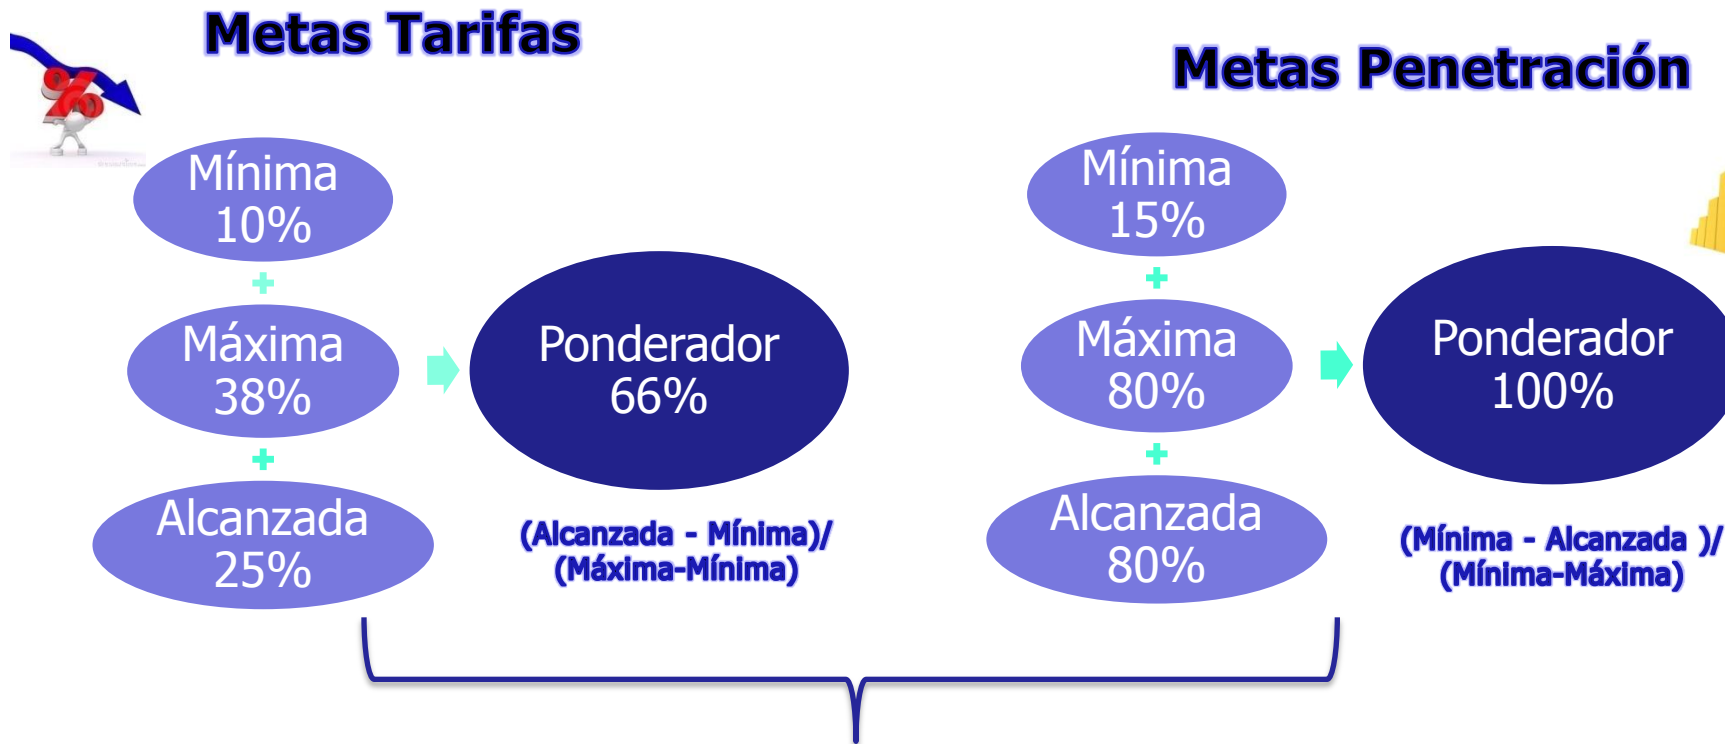 Metas Tarifas
%
Mínima
10%
Máxima
38%
Alcanzada
25%
Ponderador
66%
(Alcanzada - Mínima)/
(Máxima-Mínima)
Metas Penetración
Mínima
15%
Máxima
80%
Alcanzada
80%
Ponderador
100%
(Mínima - Alcanzada )/
(Mínima-Máxima)